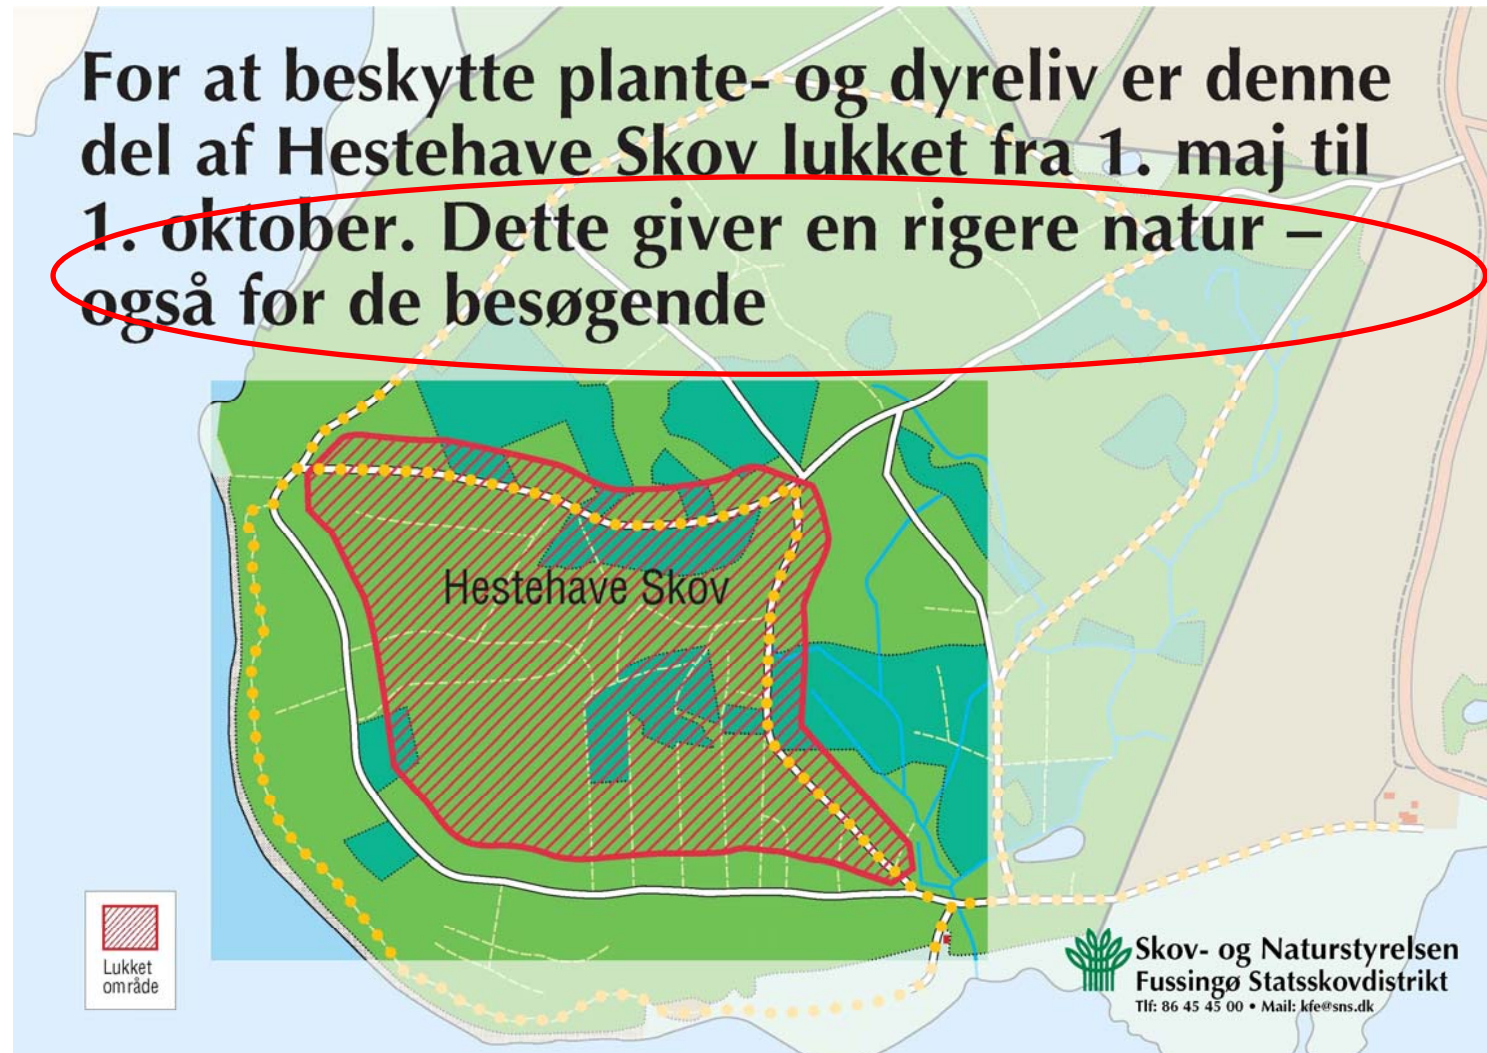 For at beskytte plante- og dyreliv er denne
del af Hestehave Skov lukket fra 1. maj til
1. oktober. Dette giver en rigere natur –
også for de besøgende
Hestehave Skov
Lukket
område
Skov- og Naturstyrelsen
Fussingø Statsskovdistrikt
Tlf: 86 45 45 00 • Mail: kfe@sns.dk